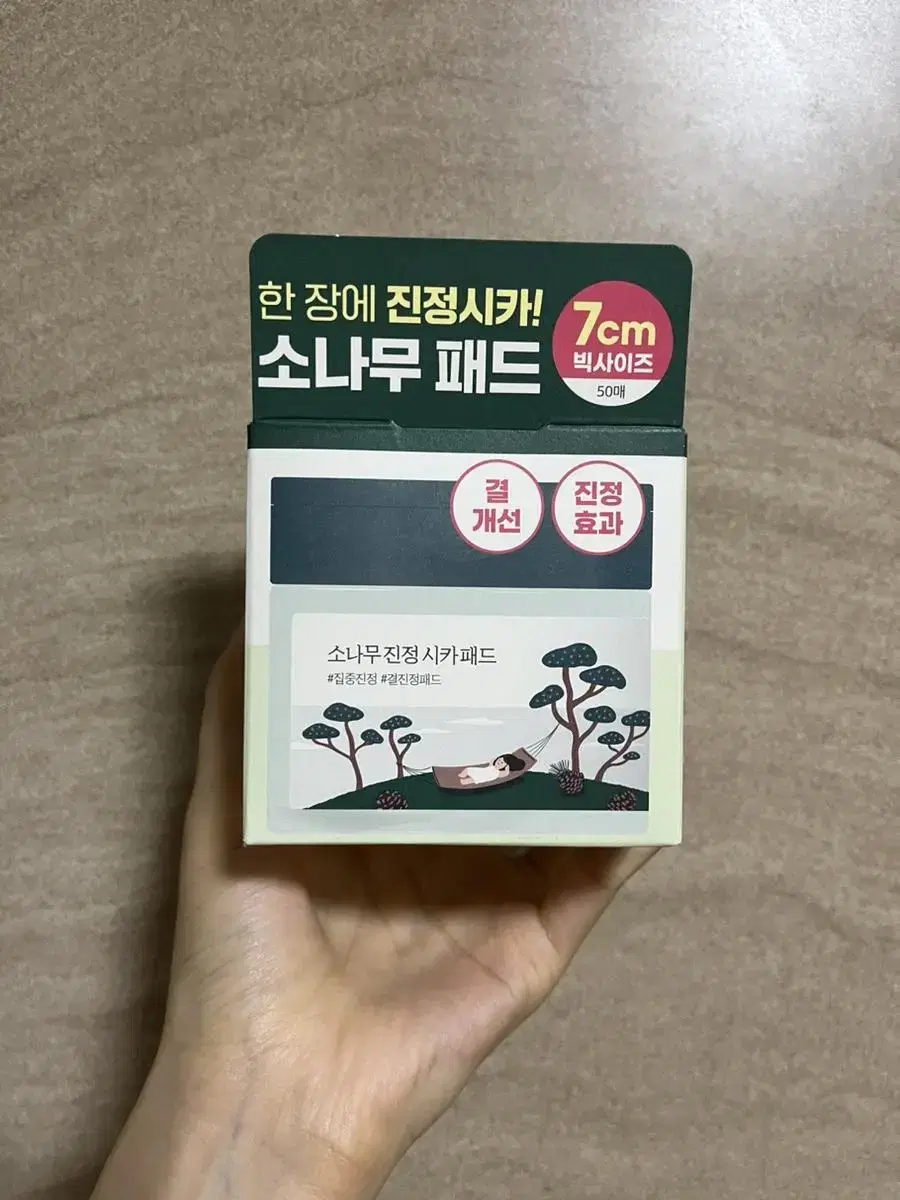 한 장에 진정시카!
소나무 패드
7cm
빅사이즈
50매
결
개선
진정
효과
소나무 진정 시카 패드
#집중진정 #결진정패드